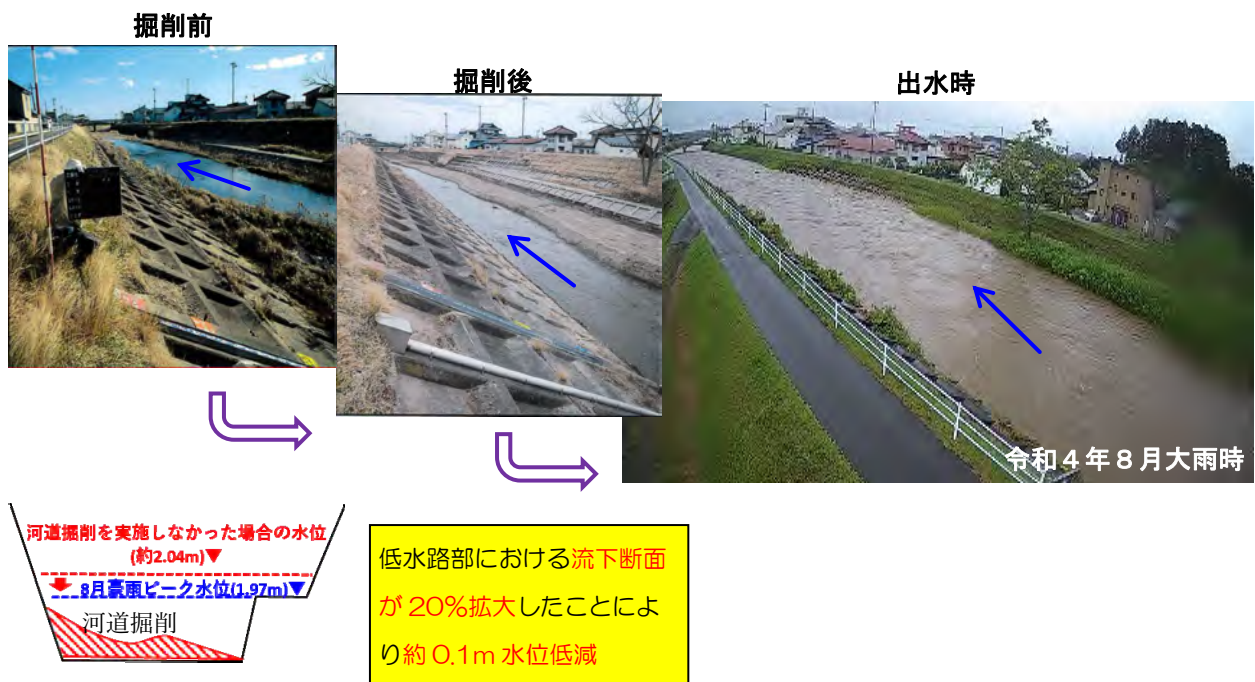 掘削前
掘削後
出水時
令和4年8月大雨時
河道掘削を実施しなかった場合の水位
(約2.04m)▼
8月豪雨ピーク水位(1.97m)▼
河道掘削
低水路部における流下断面
が20%拡大したことによ
り約0.1m水位低減